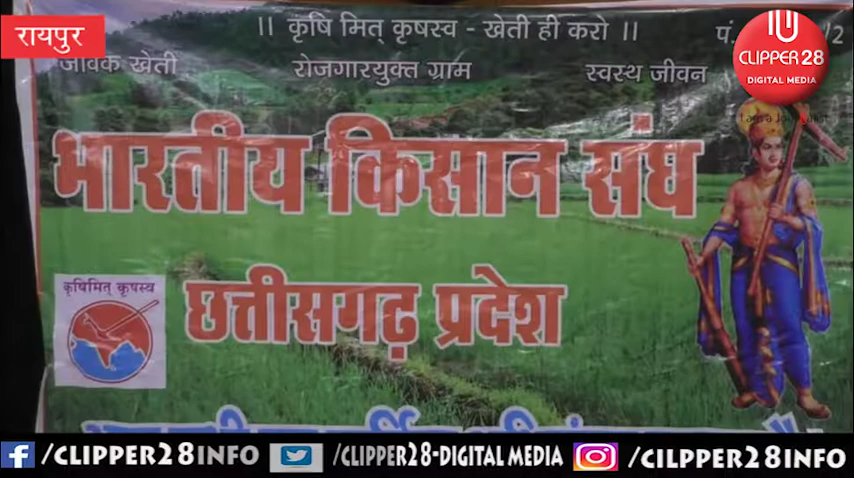 रायपुर
|| कृषि मित् कृषस्व - खेती ही करो ||
पं.
/2
CLIPPER 28
DIGITAL MEDIA
जैविक खेती
रोजगारयुक्त ग्राम
स्वस्थ जीवन
भारतीय किसान संघ
छत्तीसगढ़ प्रदेश
कृषिमित् कृषस्व
/CLIPPER28INFO
/CLIPPER28-DIGITAL MEDIA
/CILPPER28INFO